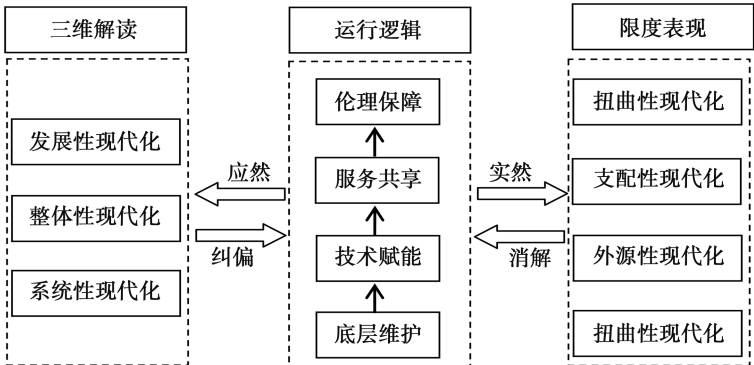 三维解读
运行逻辑
限度表现
发展性现代化
整体性现代化
系统性现代化
应然
纠偏
伦理保障
服务共享
技术赋能
底层维护
实然
消解
扭曲性现代化
支配性现代化
外源性现代化
扭曲性现代化